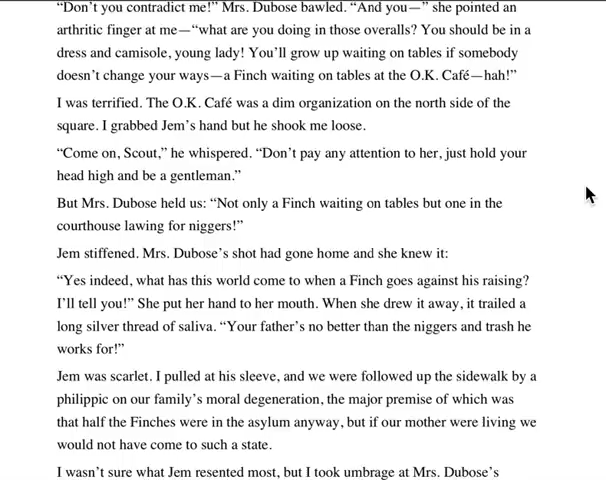 “Don’t you contradict me!” Mrs. Dubose bawled. “And you—” she pointed an
arthritic finger at me—“what are you doing in those overalls? You should be in a
dress and camisole, young lady! You’ll grow up waiting on tables if somebody
doesn’t change your ways—a Finch waiting on tables at the O.K. Café—hah!”
I was terrified. The O.K. Café was a dim organization on the north side of the
square. I grabbed Jem’s hand but he shook me loose.
“Come on, Scout,” he whispered. “Don’t pay any attention to her, just hold your
head high and be a gentleman.”
But Mrs. Dubose held us: “Not only a Finch waiting on tables but one in the
courthouse lawing for niggers!”
Jem stiffened. Mrs. Dubose’s shot had gone home and she knew it:
“Yes indeed, what has this world come to when a Finch goes against his raising?
I’ll tell you!” She put her hand to her mouth. When she drew it away, it trailed a
long silver thread of saliva. “Your father’s no better than the niggers and trash he
works for!”
Jem was scarlet. I pulled at his sleeve, and we were followed up the sidewalk by a
philippic on our family’s moral degeneration, the major premise of which was
that half the Finches were in the asylum anyway, but if our mother were living we
would not have come to such a state.
I wasn’t sure what Jem resented most, but I took umbrage at Mrs. Dubose’s